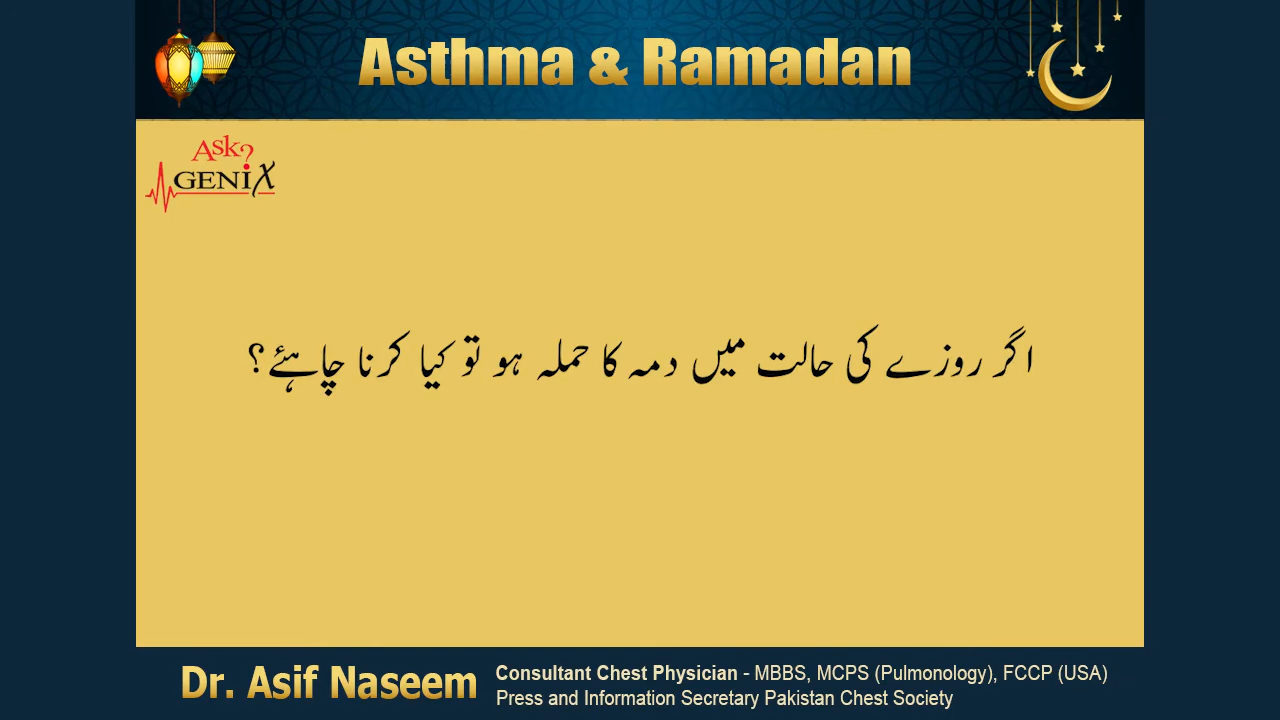 Asthma & Ramadan
Ask?
GENIX
اگر روزے کی حالت میں دمہ کا حملہ ہو تو کیا کرنا چاہئے؟
Dr. Asif Naseem
Consultant Chest Physician - MBBS, MCPS (Pulmonology), FCCP (USA)
Press and Information Secretary Pakistan Chest Society